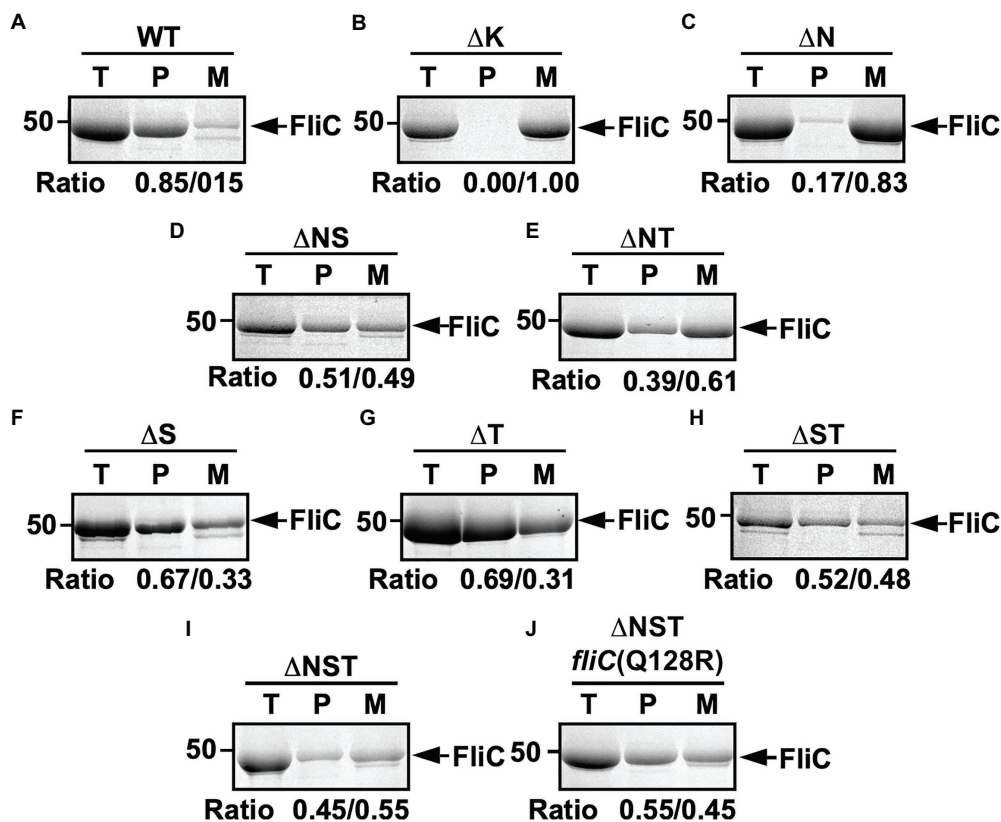 A
WT
T P M
50
FliC
Ratio 0.85/015
B
ΔK
T P M
50
FliC
Ratio 0.00/1.00
C
ΔN
T P M
50
FliC
Ratio 0.17/0.83
D
ΔNS
T P M
50
FliC
Ratio 0.51/0.49
E
ΔNT
T P M
50
FliC
Ratio 0.39/0.61
F
ΔS
T P M
50
FliC
Ratio 0.67/0.33
G
ΔT
T P M
50
FliC
Ratio 0.69/0.31
H
ΔST
T P M
50
FliC
Ratio 0.52/0.48
I
ΔNST
T P M
50
FliC
Ratio 0.45/0.55
J
ΔNST
fliC(Q128R)
T P M
50
FliC
Ratio 0.55/0.45